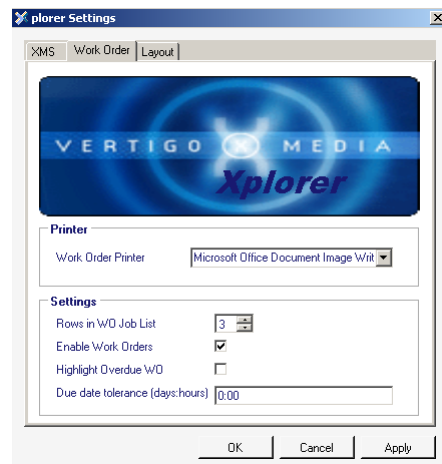 plorer Settings
XMS Work Order Layout
VERTIGO X MEDIA
Xplorer
Printer
Work Order Printer Microsoft Office Document Image Writ
Settings
Rows in WO Job List 3
Enable Work Orders
Highlight Overdue WO
Due date tolerance (days:hours) 0:00
OK Cancel Apply